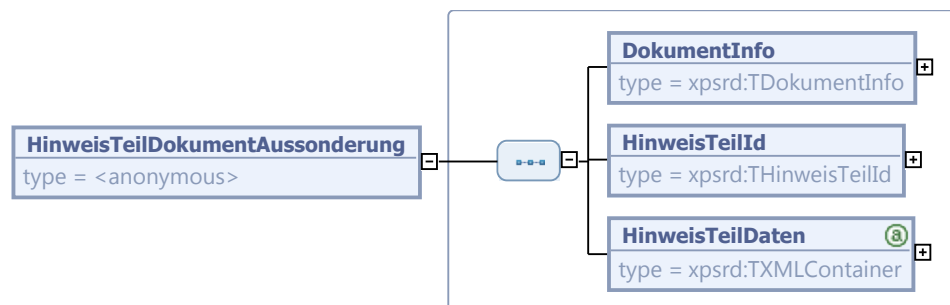 DokumentInfo
type = xpsrd:TDokumentInfo
HinweisTeilDokumentAussonderung
type = <anonymous>
HinweisTeilId
type = xpsrd:THinweisTeilId
HinweisTeilDaten
a
type = xpsrd:TXMLContainer